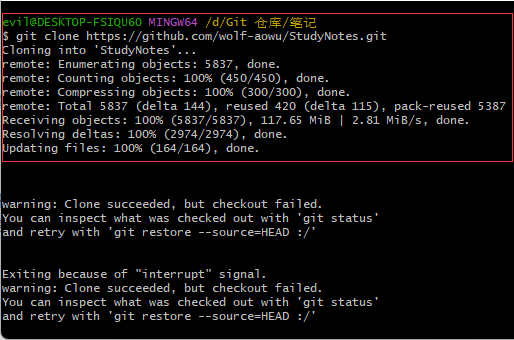 evil@DESKTOP-FSIQU6O MINGW64 /d/Git 仓库/笔记
$ git clone https://github.com/wolf-aowu/StudyNotes.git
Cloning into 'StudyNotes'...
remote: Enumerating objects: 5837, done.
remote: Counting objects: 100% (450/450), done.
remote: Compressing objects: 100% (300/300), done.
remote: Total 5837 (delta 144), reused 420 (delta 115), pack-reused 5387
Receiving objects: 100% (5837/5837), 117.65 MiB | 2.81 MiB/s, done.
Resolving deltas: 100% (2974/2974), done.
Updating files: 100% (164/164), done.
warning: Clone succeeded, but checkout failed.
You can inspect what was checked out with 'git status'
and retry with 'git restore --source=HEAD :/'
Exiting because of "interrupt" signal.
warning: Clone succeeded, but checkout failed.
You can inspect what was checked out with 'git status'
and retry with 'git restore --source=HEAD :/'